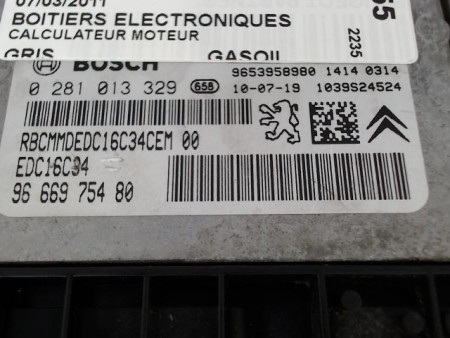 07/03/2011
BOITIERS ELECTRONIQUES
CALCULATEUR MOTEUR
GRIS GASOIL
55
2235
BOSCH 9653958980 1414 0314
0 281 013 329 658 10-07-19 1039S24524
RBCMMDEDC16C34CEM 00
EDC16C34
96 669 754 80